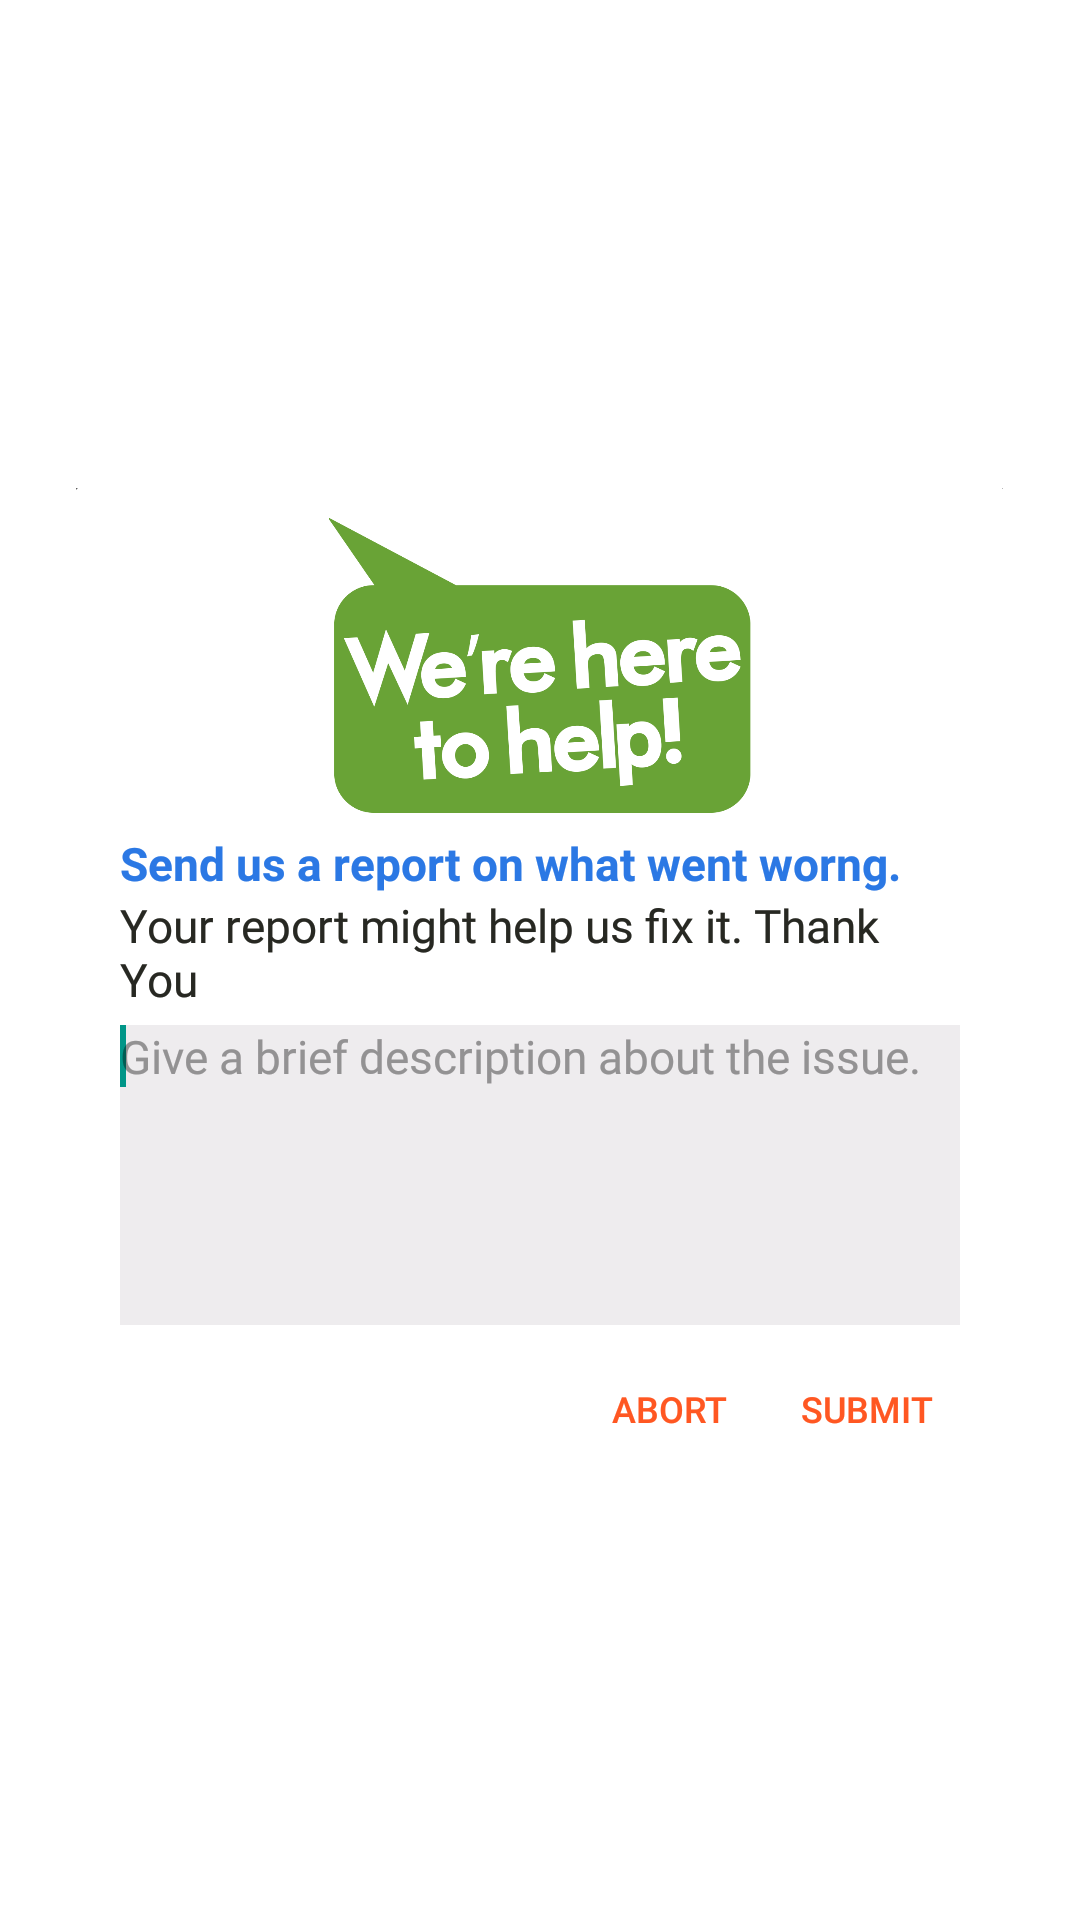 We're here
to help!
Send us a report on what went worng.
Your report might help us fix it. Thank
You
Give a brief description about the issue.
ABORT SUBMIT